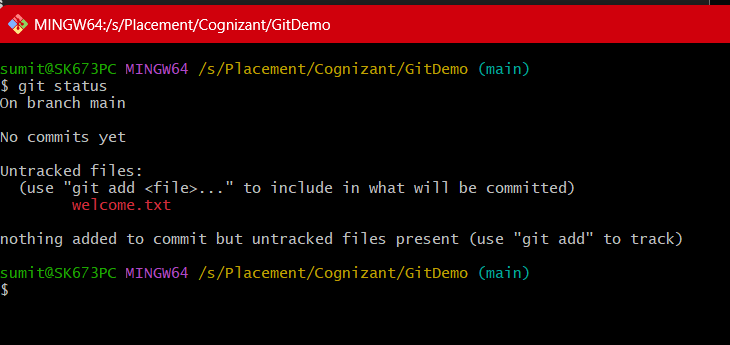 MINGW64:/s/Placement/Cognizant/GitDemo
sumit@SK673PC MINGW64 /s/Placement/Cognizant/GitDemo (main)
$ git status
On branch main
No commits yet
Untracked files:
(use "git add <file>..." to include in what will be committed)
welcome.txt
nothing added to commit but untracked files present (use "git add" to track)
sumit@SK673PC MINGW64 /s/Placement/Cognizant/GitDemo (main)
$